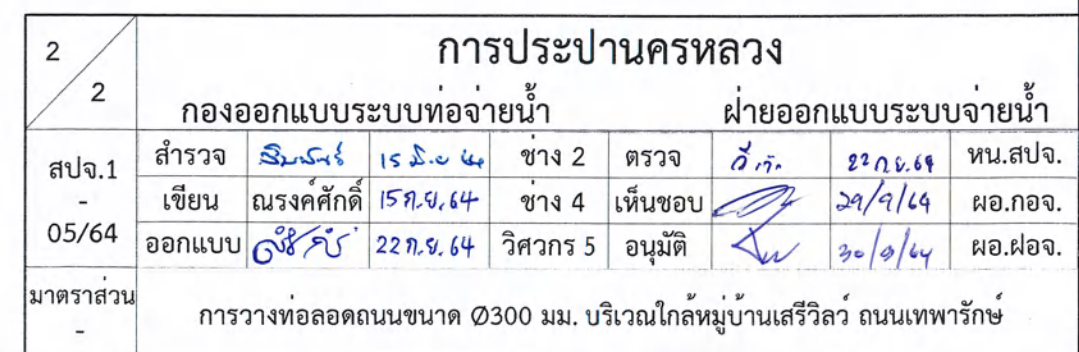 2/2 การประปานครหลวง
กองออกแบบระบบท่อจ่ายน้ำ ฝ่ายออกแบบระบบจ่ายน้ำ
สปจ.1 - 05/64
สำรวจ 15 มิ.ย 64 ช่าง 2 ตรวจ 22 ก.ย.64 หน.สปจ.
เขียน ณรงค์ศักดิ์ 15 ก.ย.64 ช่าง 4 เห็นชอบ 29/9/64 ผอ.กอจ.
ออกแบบ 22 ก.ย.64 วิศวกร 5 อนุมัติ 30/9/64 ผอ.ฝอจ.
มาตราส่วน -
การวางท่อลอดถนนขนาด Ø300 มม. บริเวณใกล้หมู่บ้านเสรีวิลว์ ถนนเทพารักษ์